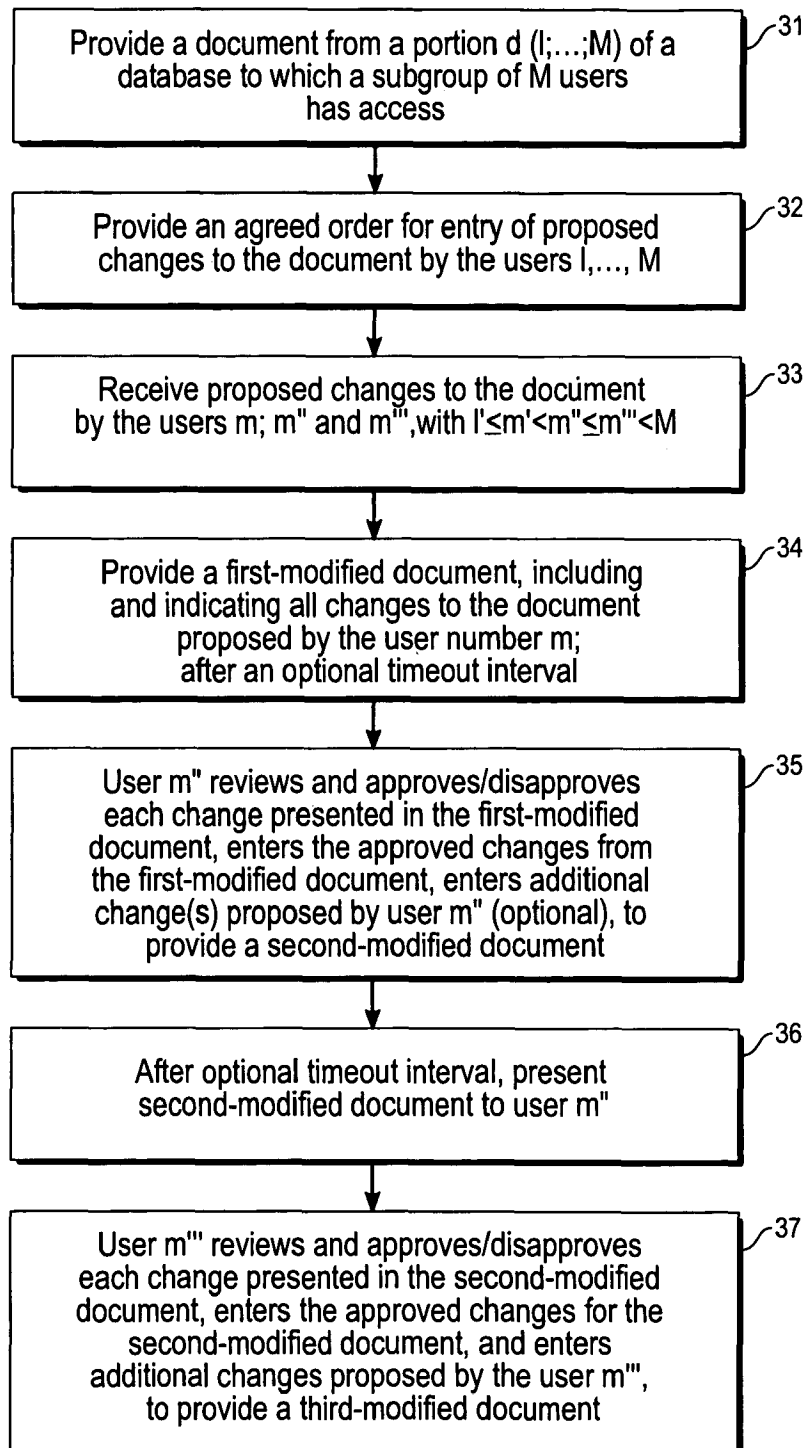 Provide a document from a portion d (l;...;M) of a
database to which a subgroup of M users
has access
31
Provide an agreed order for entry of proposed
changes to the document by the users l,..., M
32
Receive proposed changes to the document
by the users m; m" and m''',with l'≤m'<m"≤m'''<M
33
Provide a first-modified document, including
and indicating all changes to the document
proposed by the user number m;
after an optional timeout interval
34
User m" reviews and approves/disapproves
each change presented in the first-modified
document, enters the approved changes from
the first-modified document, enters additional
change(s) proposed by user m" (optional), to
provide a second-modified document
35
After optional timeout interval, present
second-modified document to user m"
36
User m''' reviews and approves/disapproves
each change presented in the second-modified
document, enters the approved changes for the
second-modified document, and enters
additional changes proposed by the user m''',
to provide a third-modified document
37